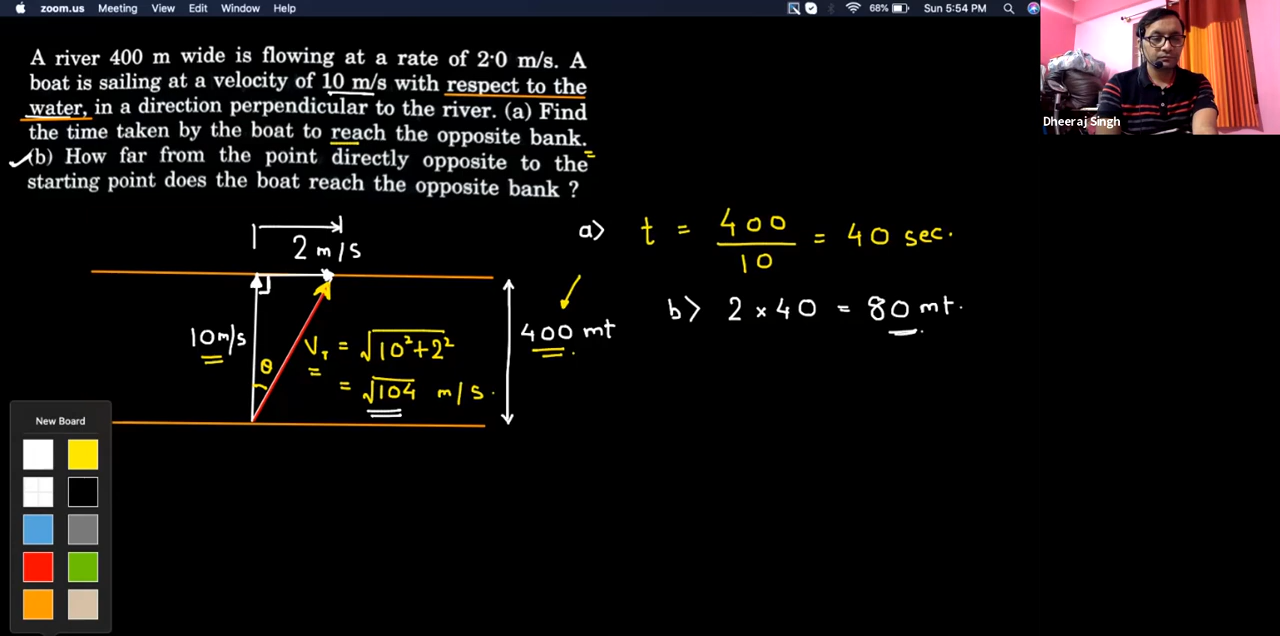 zoom.us Meeting View Edit Window Help 68% Sun 5:54 PM
A river 400 m wide is flowing at a rate of 2·0 m/s. A
boat is sailing at a velocity of 10 m/s with respect to the
water, in a direction perpendicular to the river. (a) Find
the time taken by the boat to reach the opposite bank.
(b) How far from the point directly opposite to the
starting point does the boat reach the opposite bank ?
Dheeraj Singh
2 m/s
10m/s
θ
Vr = √10²+2²
= √104 m/s.
400 mt
a) t = 400/10 = 40 sec.
b) 2 × 40 = 80 mt.
New Board